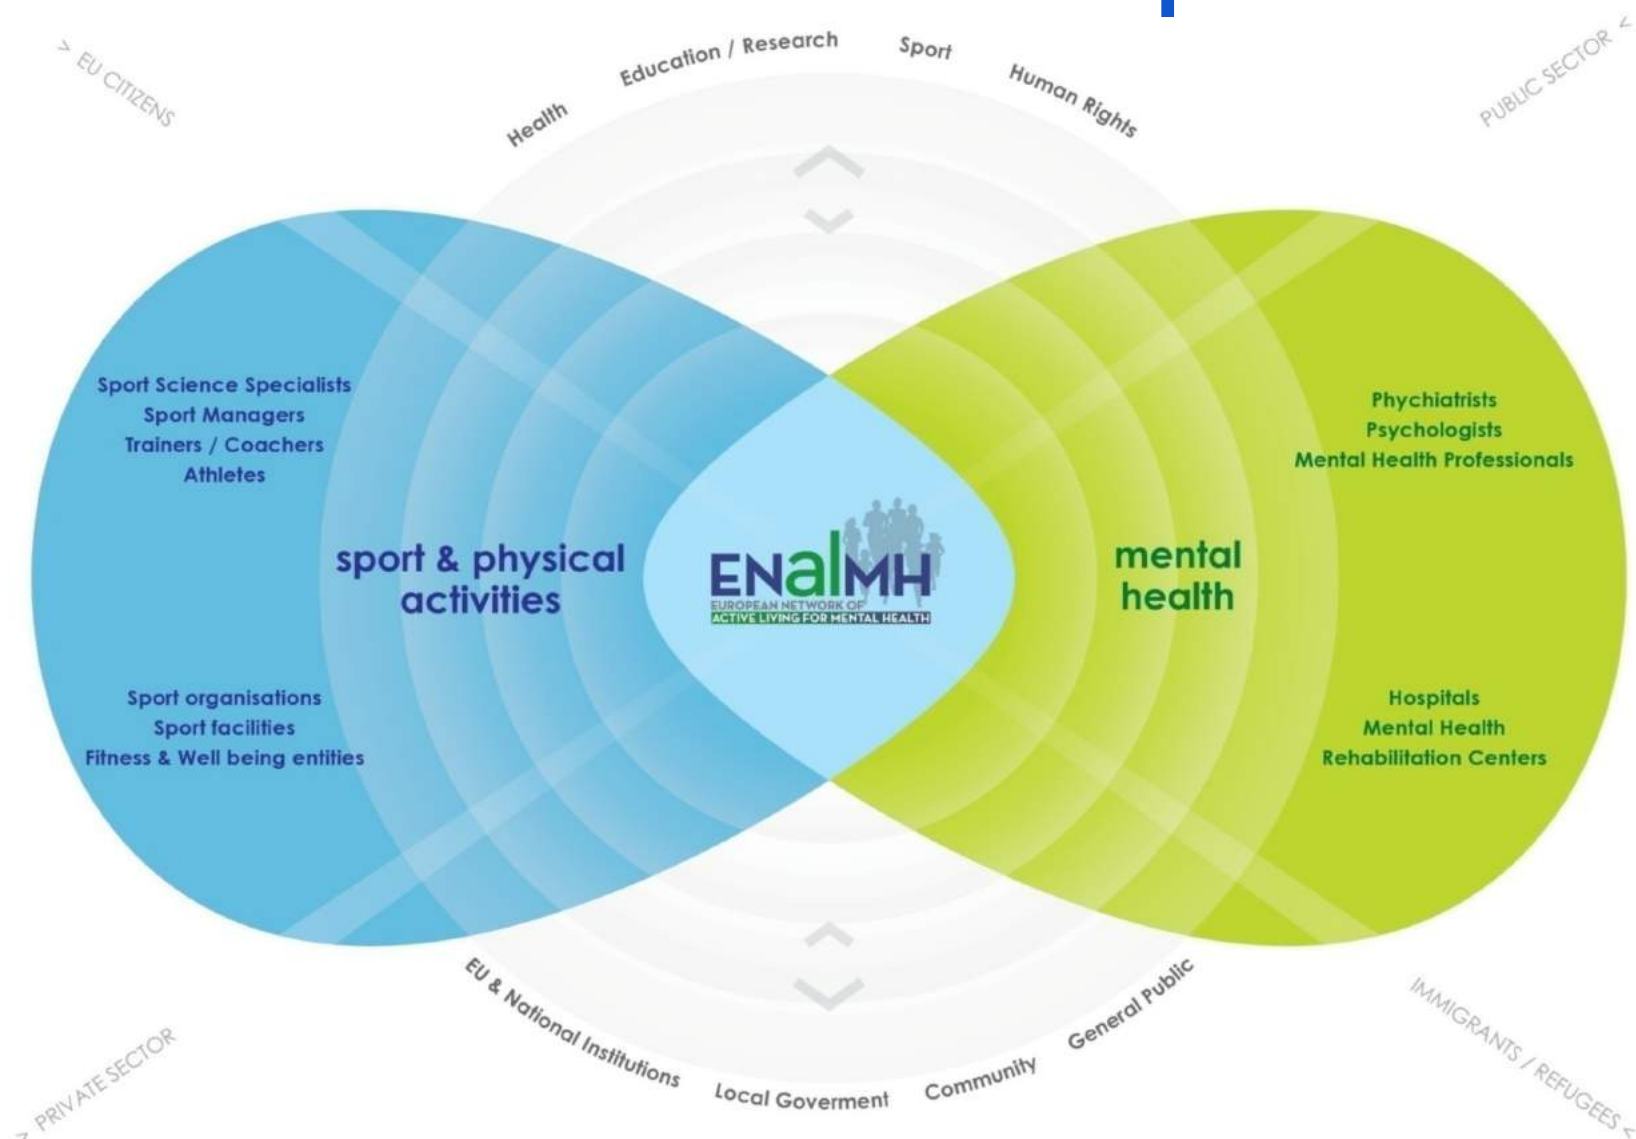 > EU CITIZENS
Health
Education / Research
Sport
Human Rights
PUBLIC SECTOR <
Sport Science Specialists
Sport Managers
Trainers / Coachers
Athletes
sport & physical
activities
Sport organisations
Sport facilities
Fitness & Well being entities
ENalMH
EUROPEAN NETWORK OF
ACTIVE LIVING FOR MENTAL HEALTH
Phychiatrists
Psychologists
Mental Health Professionals
mental
health
Hospitals
Mental Health
Rehabilitation Centers
> PRIVATE SECTOR
EU & National Institutions
Local Goverment
Community
General Public
IMMIGRANTS / REFUGEES <